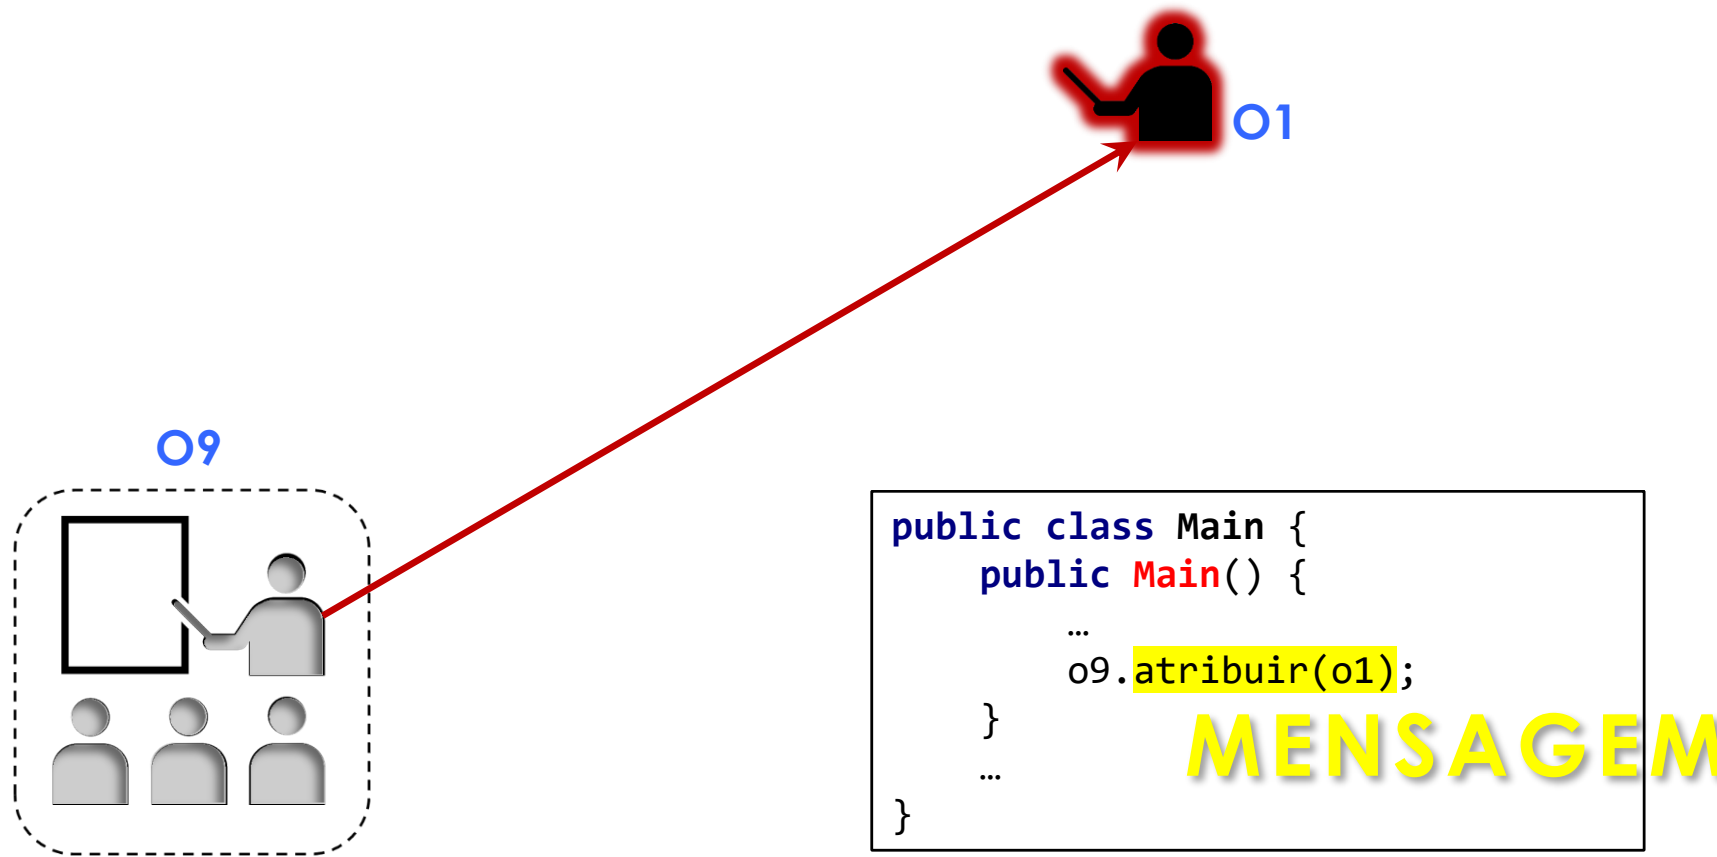 O1
O9
public class Main {
public Main() {
…
o9.atribuir(o1);
}
MENSAGEM
…
}